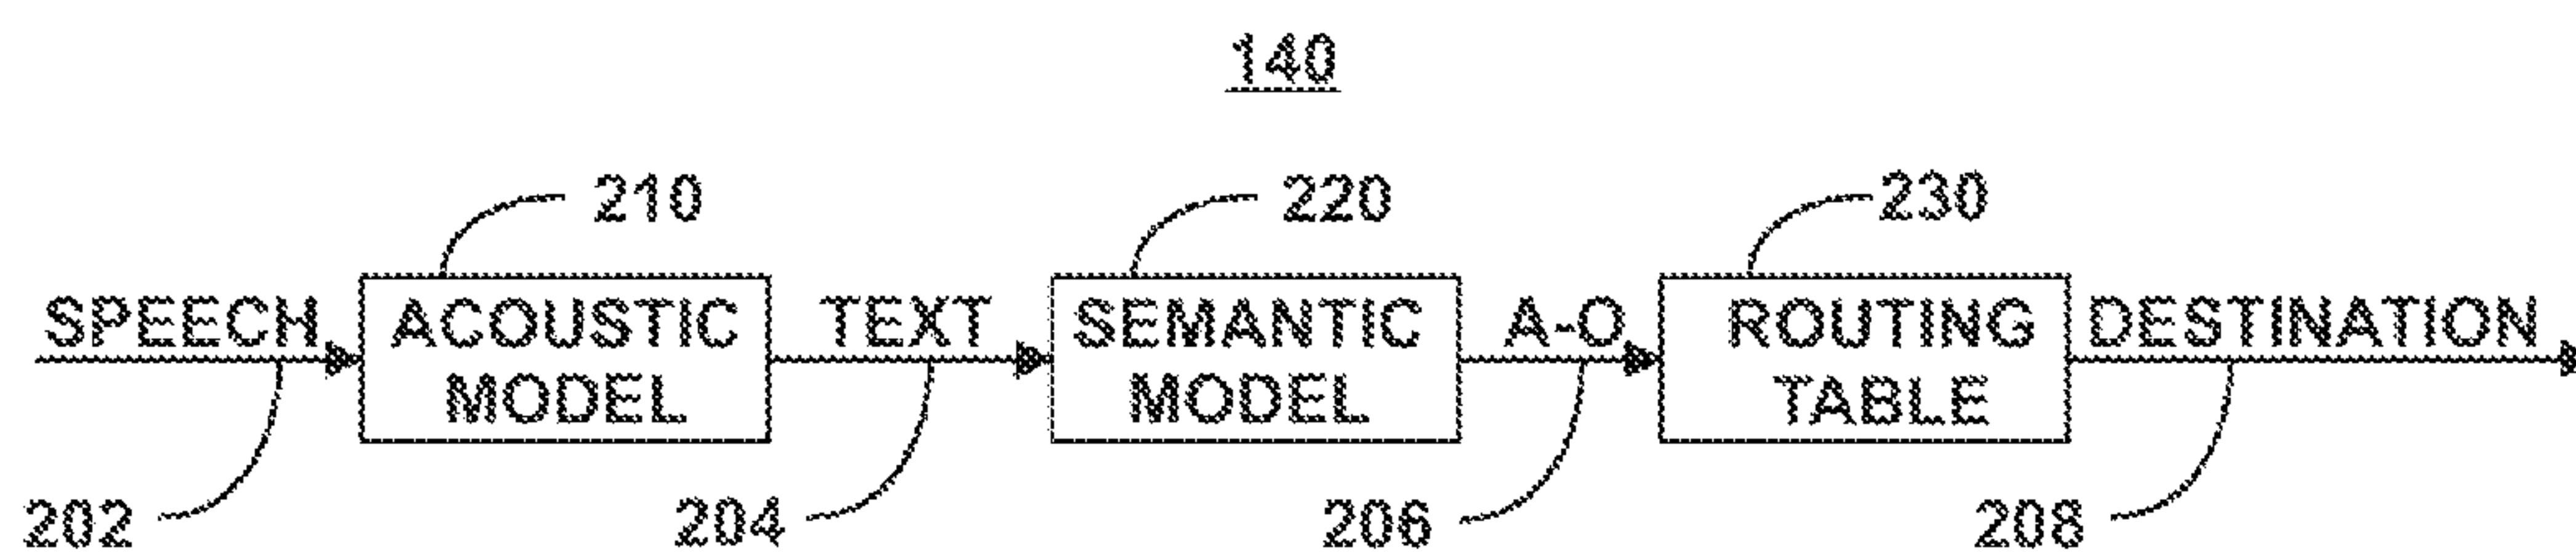 140
210 220 230
SPEECH ACOUSTIC TEXT SEMANTIC A-O ROUTING DESTINATION
MODEL MODEL TABLE
202 204 206 208